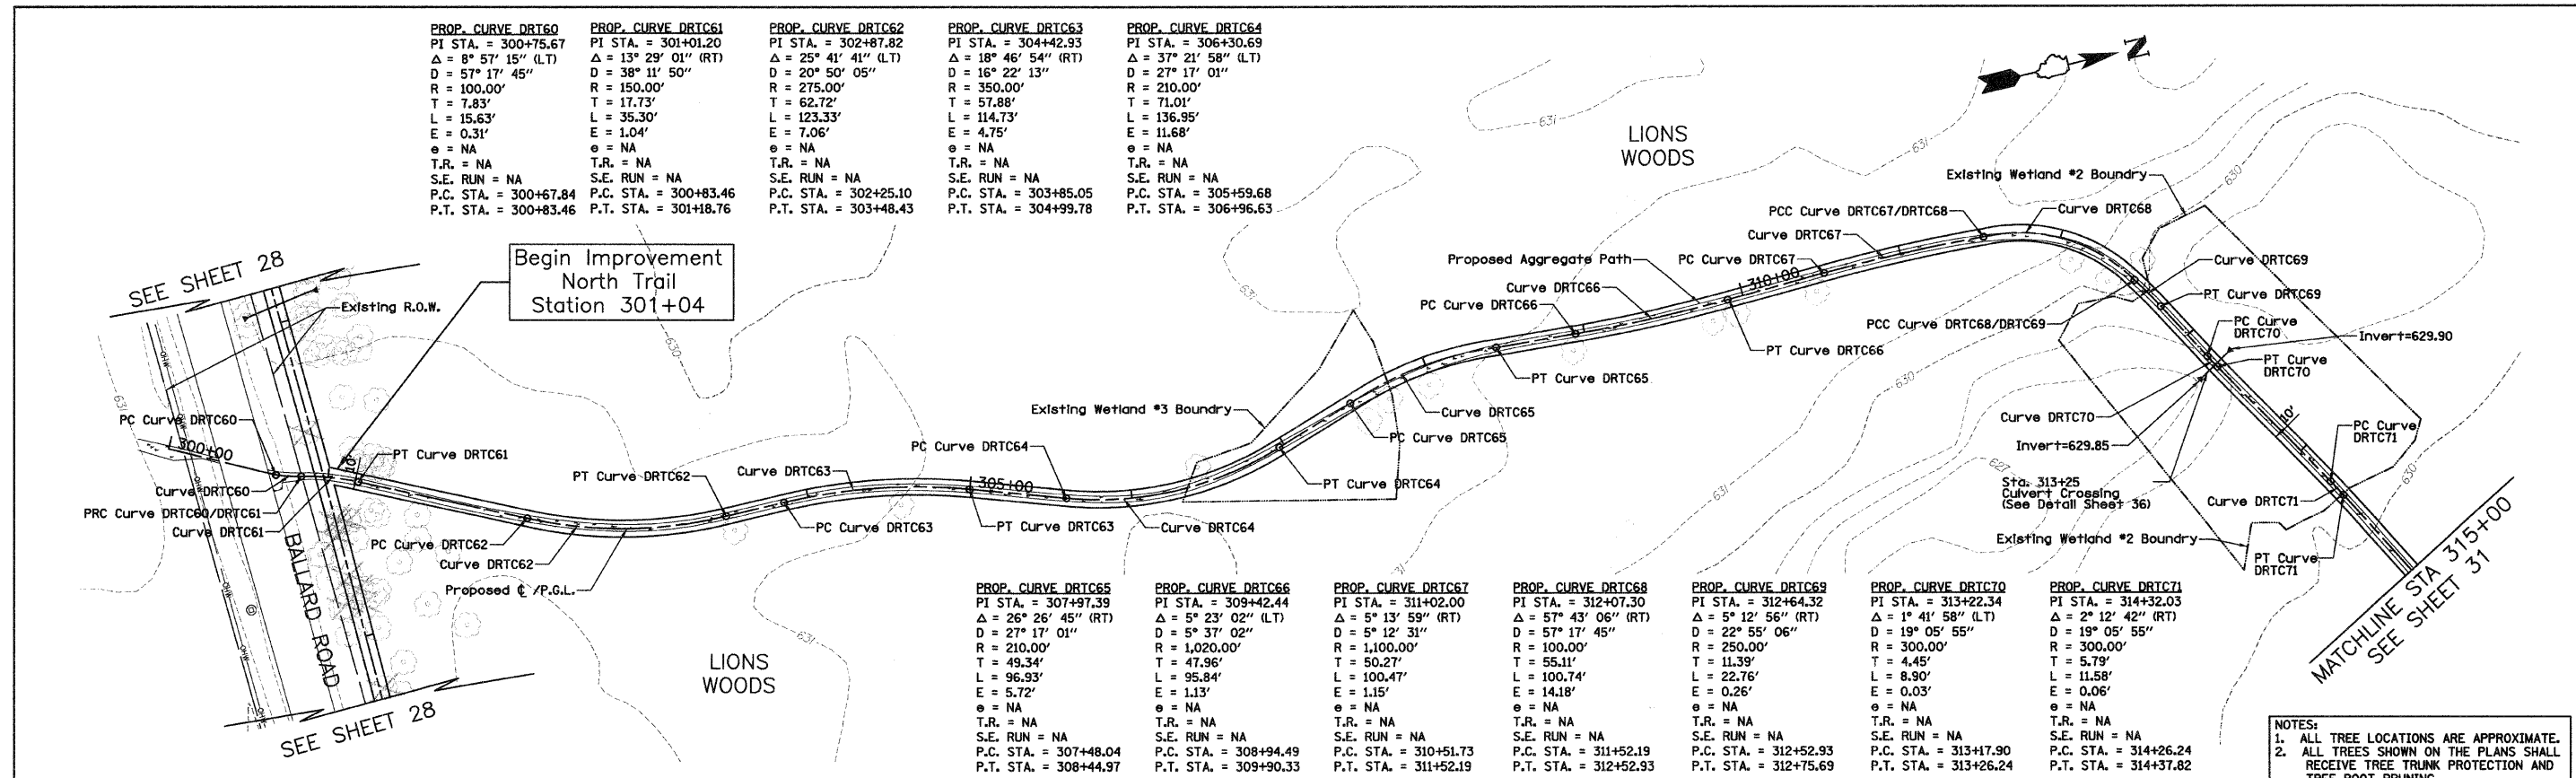 PROP. CURVE DRT60
PI STA. = 300+75.67
Δ = 8° 57' 15" (LT)
D = 57° 17' 45"
R = 100.00'
T = 7.83'
L = 15.63'
E = 0.31'
e = NA
T.R. = NA
S.E. RUN = NA
P.C. STA. = 300+67.84
P.T. STA. = 300+83.46
PROP. CURVE DRTC61
PI STA. = 301+01.20
Δ = 13° 29' 01" (RT)
D = 38° 11' 50"
R = 150.00'
T = 17.73'
L = 35.30'
E = 1.04'
e = NA
T.R. = NA
S.E. RUN = NA
P.C. STA. = 300+83.46
P.T. STA. = 301+18.76
PROP. CURVE DRTC62
PI STA. = 302+87.82
Δ = 25° 41' 41" (LT)
D = 20° 50' 05"
R = 275.00'
T = 62.72'
L = 123.33'
E = 7.06'
e = NA
T.R. = NA
S.E. RUN = NA
P.C. STA. = 302+25.10
P.T. STA. = 303+48.43
PROP. CURVE DRTC63
PI STA. = 304+42.93
Δ = 18° 46' 54" (RT)
D = 16° 22' 13"
R = 350.00'
T = 57.88'
L = 114.73'
E = 4.75'
e = NA
T.R. = NA
S.E. RUN = NA
P.C. STA. = 303+85.05
P.T. STA. = 304+99.78
PROP. CURVE DRTC64
PI STA. = 306+30.69
Δ = 37° 21' 58" (LT)
D = 27° 17' 01"
R = 210.00'
T = 71.01'
L = 136.95'
E = 11.68'
e = NA
T.R. = NA
S.E. RUN = NA
P.C. STA. = 305+59.68
P.T. STA. = 306+96.63
N
LIONS
WOODS
631
631
630
Existing Wetland #2 Boundry
PCC Curve DRTC67/DRTC68
Curve DRTC68
Curve DRTC67
Proposed Aggregate Path
PC Curve DRTC67
Curve DRTC69
310+00
Curve DRTC66
PT Curve DRTC69
PC Curve DRTC66
PCC Curve DRTC68/DRTC69
PC Curve
DRTC70
Invert=629.90
PT Curve DRTC66
PT Curve
DRTC70
PT Curve DRTC65
SEE SHEET 28
Begin Improvement
North Trail
Station 301+04
Existing R.O.W.
OHW
631
630
631
630
Existing Wetland #3 Boundry
Curve DRTC65
Curve DRTC70
10'
PC Curve DRTC60
PC Curve DRTC65
PC Curve
DRTC71
300+00
10'
PT Curve DRTC61
PC Curve DRTC64
Invert=629.85
Curve DRTC63
PT Curve DRTC62
627
630
Curve DRTC60
305+00
PT Curve DRTC64
631
Sta. 313+25
Culvert Crossing
(See Detail Sheet 36)
Curve DRTC71
PRC Curve DRTC60/DRTC61
PC Curve DRTC63
PT Curve DRTC63
Curve DRTC64
Curve DRTC61
PC Curve DRTC62
Existing Wetland #2 Boundry
Curve DRTC62
PT Curve
DRTC71
OHW
BALLARD ROAD
Proposed ℄ /P.G.L.
631
MATCHLINE STA 315+00
SEE SHEET 31
LIONS
WOODS
OHW
OHW
SEE SHEET 28
PROP. CURVE DRTC65
PI STA. = 307+97.39
Δ = 26° 26' 45" (RT)
D = 27° 17' 01"
R = 210.00'
T = 49.34'
L = 96.93'
E = 5.72'
e = NA
T.R. = NA
S.E. RUN = NA
P.C. STA. = 307+48.04
P.T. STA. = 308+44.97
PROP. CURVE DRTC66
PI STA. = 309+42.44
Δ = 5° 23' 02" (LT)
D = 5° 37' 02"
R = 1,020.00'
T = 47.96'
L = 95.84'
E = 1.13'
e = NA
T.R. = NA
S.E. RUN = NA
P.C. STA. = 308+94.49
P.T. STA. = 309+90.33
PROP. CURVE DRTC67
PI STA. = 311+02.00
Δ = 5° 13' 59" (RT)
D = 5° 12' 31"
R = 1,100.00'
T = 50.27'
L = 100.47'
E = 1.15'
e = NA
T.R. = NA
S.E. RUN = NA
P.C. STA. = 310+51.73
P.T. STA. = 311+52.19
PROP. CURVE DRTC68
PI STA. = 312+07.30
Δ = 57° 43' 06" (RT)
D = 57° 17' 45"
R = 100.00'
T = 55.11'
L = 100.74'
E = 14.18'
e = NA
T.R. = NA
S.E. RUN = NA
P.C. STA. = 311+52.19
P.T. STA. = 312+52.93
PROP. CURVE DRTC69
PI STA. = 312+64.32
Δ = 5° 12' 56" (RT)
D = 22° 55' 06"
R = 250.00'
T = 11.39'
L = 22.76'
E = 0.26'
e = NA
T.R. = NA
S.E. RUN = NA
P.C. STA. = 312+52.93
P.T. STA. = 312+75.69
PROP. CURVE DRTC70
PI STA. = 313+22.34
Δ = 1° 41' 58" (LT)
D = 19° 05' 55"
R = 300.00'
T = 4.45'
L = 8.90'
E = 0.03'
e = NA
T.R. = NA
S.E. RUN = NA
P.C. STA. = 313+17.90
P.T. STA. = 313+26.24
PROP. CURVE DRTC71
PI STA. = 314+32.03
Δ = 2° 12' 42" (RT)
D = 19° 05' 55"
R = 300.00'
T = 5.79'
L = 11.58'
E = 0.06'
e = NA
T.R. = NA
S.E. RUN = NA
P.C. STA. = 314+26.24
P.T. STA. = 314+37.82
NOTES:
1. ALL TREE LOCATIONS ARE APPROXIMATE.
2. ALL TREES SHOWN ON THE PLANS SHALL
RECEIVE TREE TRUNK PROTECTION AND
TREE ROOT PRUNING